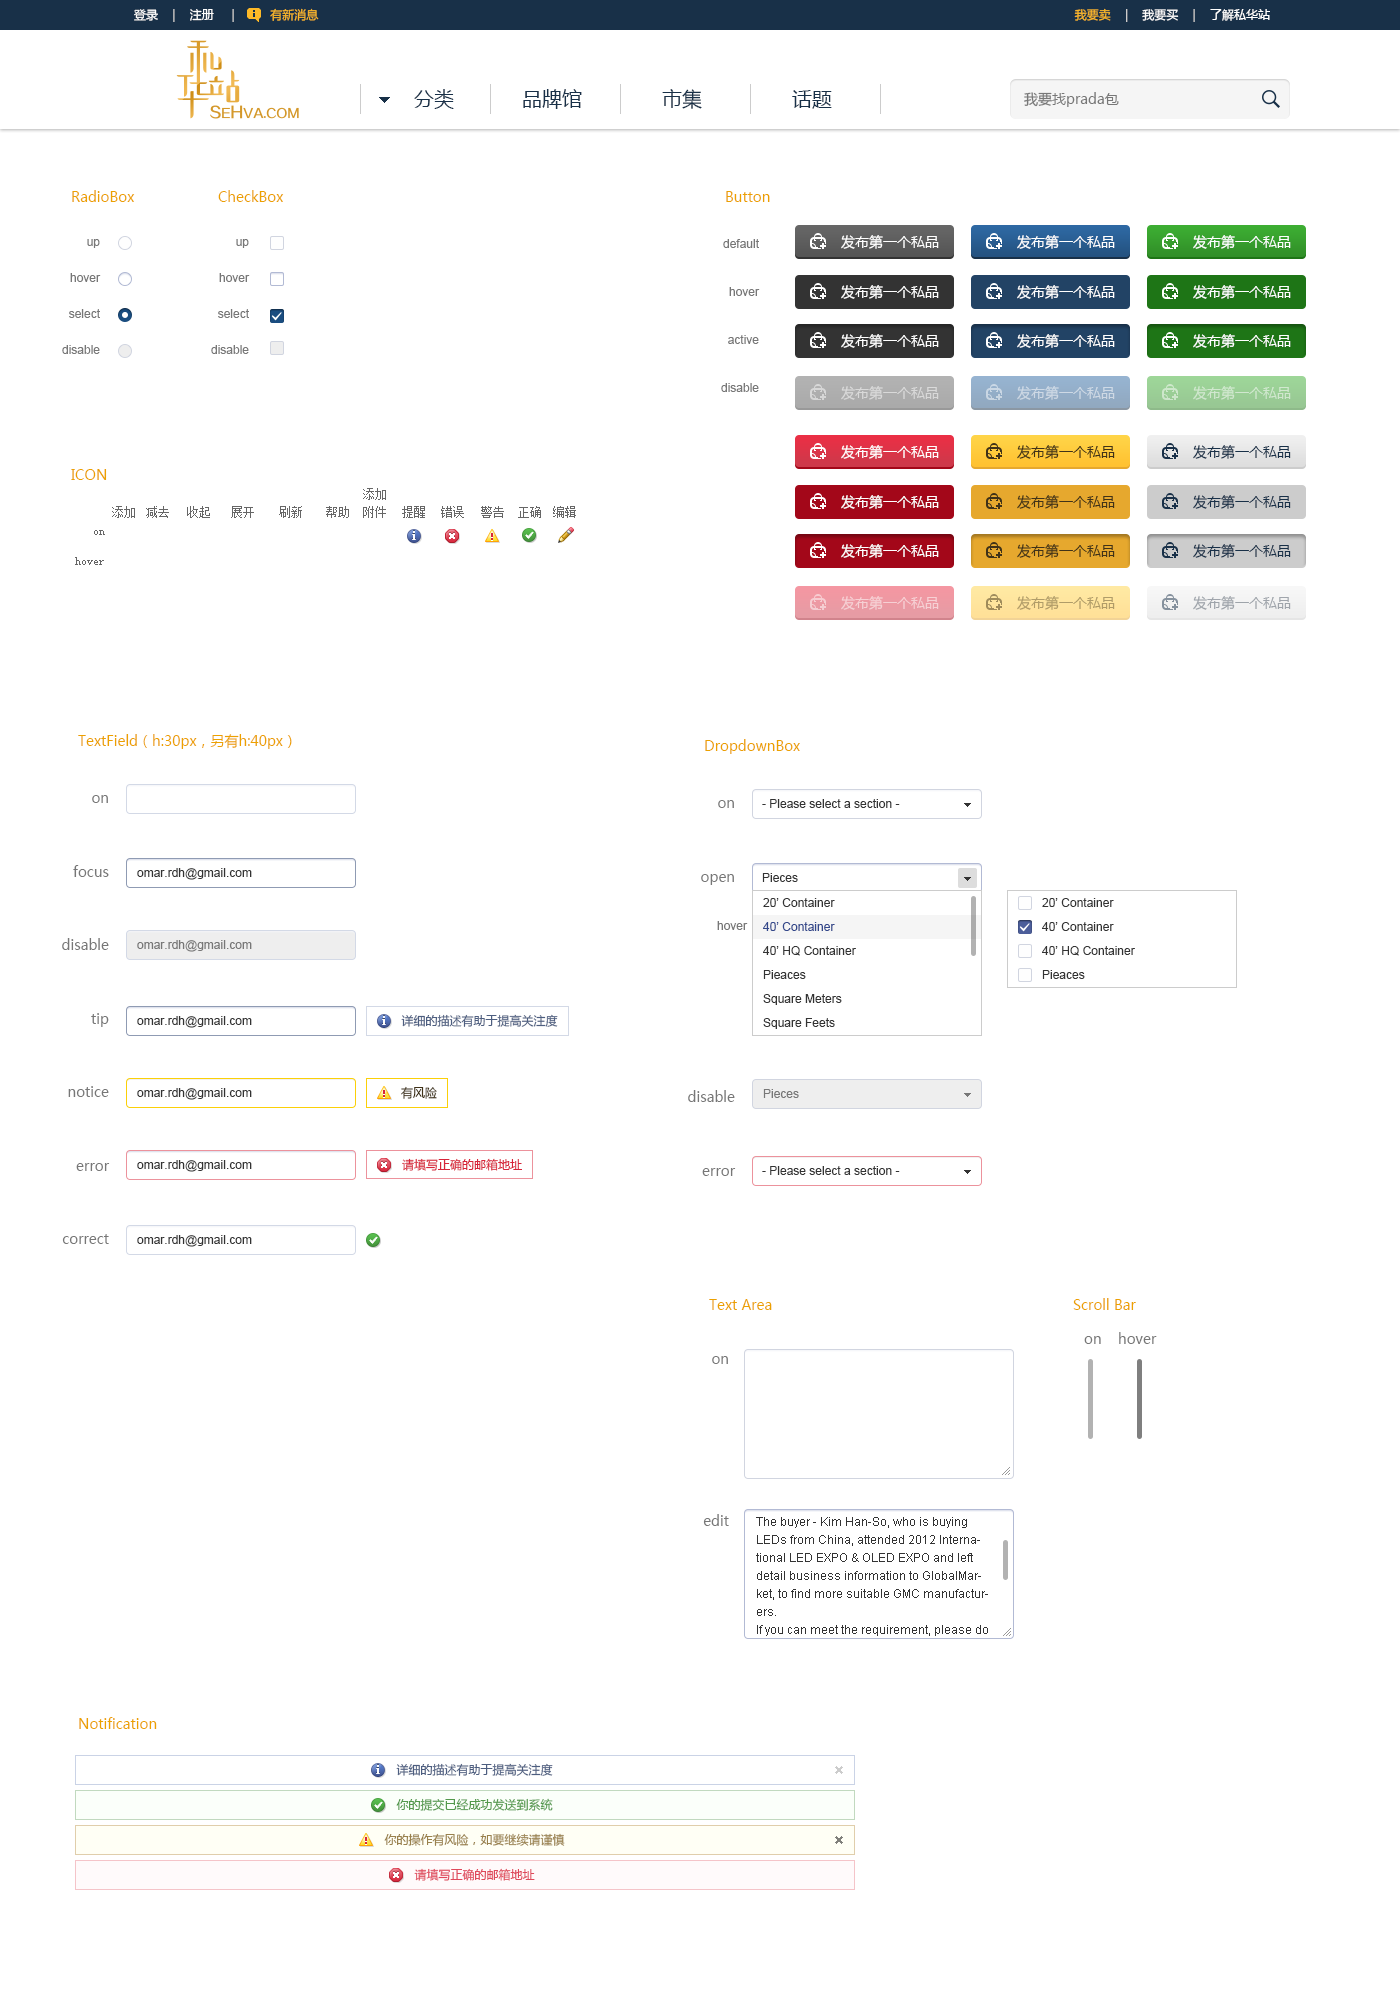 登录 | 注册 | 有新消息 我要卖 | 我要买 | 了解私华站
私华站
SEHVA.COM
分类 品牌馆 市集 话题 我要找prada包
RadioBox CheckBox Button
up up default 发布第一个私品 发布第一个私品 发布第一个私品
hover hover hover 发布第一个私品 发布第一个私品 发布第一个私品
select select active 发布第一个私品 发布第一个私品 发布第一个私品
disable disable disable 发布第一个私品 发布第一个私品 发布第一个私品
发布第一个私品 发布第一个私品 发布第一个私品
发布第一个私品 发布第一个私品 发布第一个私品
发布第一个私品 发布第一个私品 发布第一个私品
发布第一个私品 发布第一个私品 发布第一个私品
ICON
添加 减去 收起 展开 刷新 帮助 添加附件 提醒 错误 警告 正确 编辑
on
hover
TextField（h:30px，另有h:40px）
on
focus omar.rdh@gmail.com
disable omar.rdh@gmail.com
tip omar.rdh@gmail.com 详细的描述有助于提高关注度
notice omar.rdh@gmail.com 有风险
error omar.rdh@gmail.com 请填写正确的邮箱地址
correct omar.rdh@gmail.com
DropdownBox
on - Please select a section -
open Pieces
20' Container
hover 40' Container
40' HQ Container
Pieaces
Square Meters
Square Feets
20' Container
40' Container
40' HQ Container
Pieaces
disable Pieces
error - Please select a section -
Text Area
on
edit The buyer - Kim Han-So, who is buying
LEDs from China, attended 2012 Interna-
tional LED EXPO & OLED EXPO and left
detail business information to GlobalMar-
ket, to find more suitable GMC manufactur-
ers.
If you can meet the requirement, please do
Scroll Bar
on hover
Notification
详细的描述有助于提高关注度
你的提交已经成功发送到系统
你的操作有风险，如要继续请谨慎
请填写正确的邮箱地址